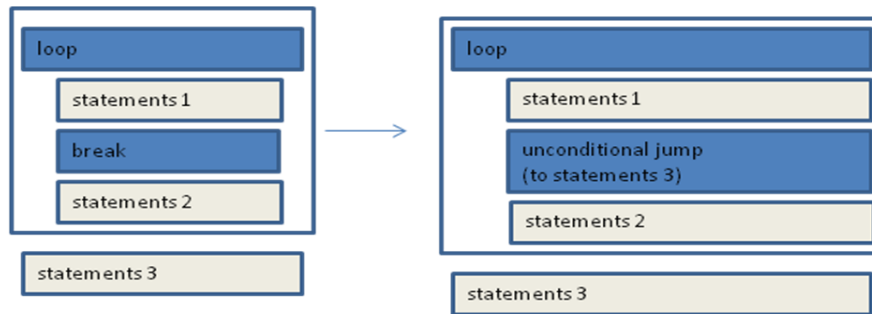 loop
statements 1
break
statements 2
statements 3
loop
statements 1
unconditional jump
(to statements 3)
statements 2
statements 3